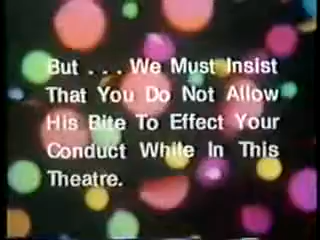 But . . . We Must Insist
That You Do Not Allow
His Bite To Effect Your
Conduct While In This
Theatre.